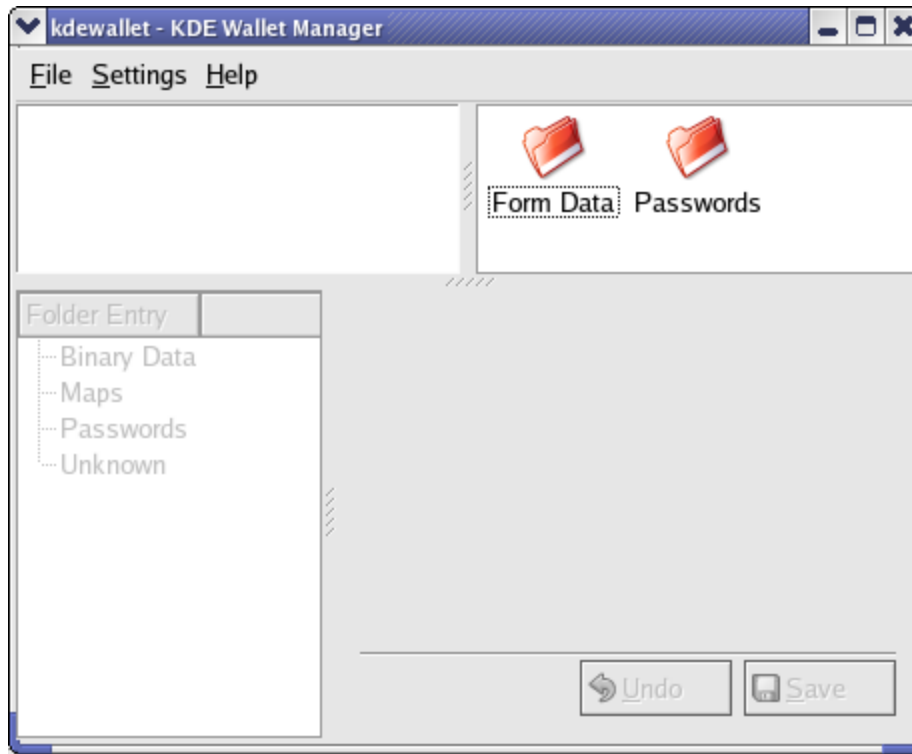 kdewallet - KDE Wallet Manager
File Settings Help
Form Data Passwords
Folder Entry
Binary Data
Maps
Passwords
Unknown
Undo Save